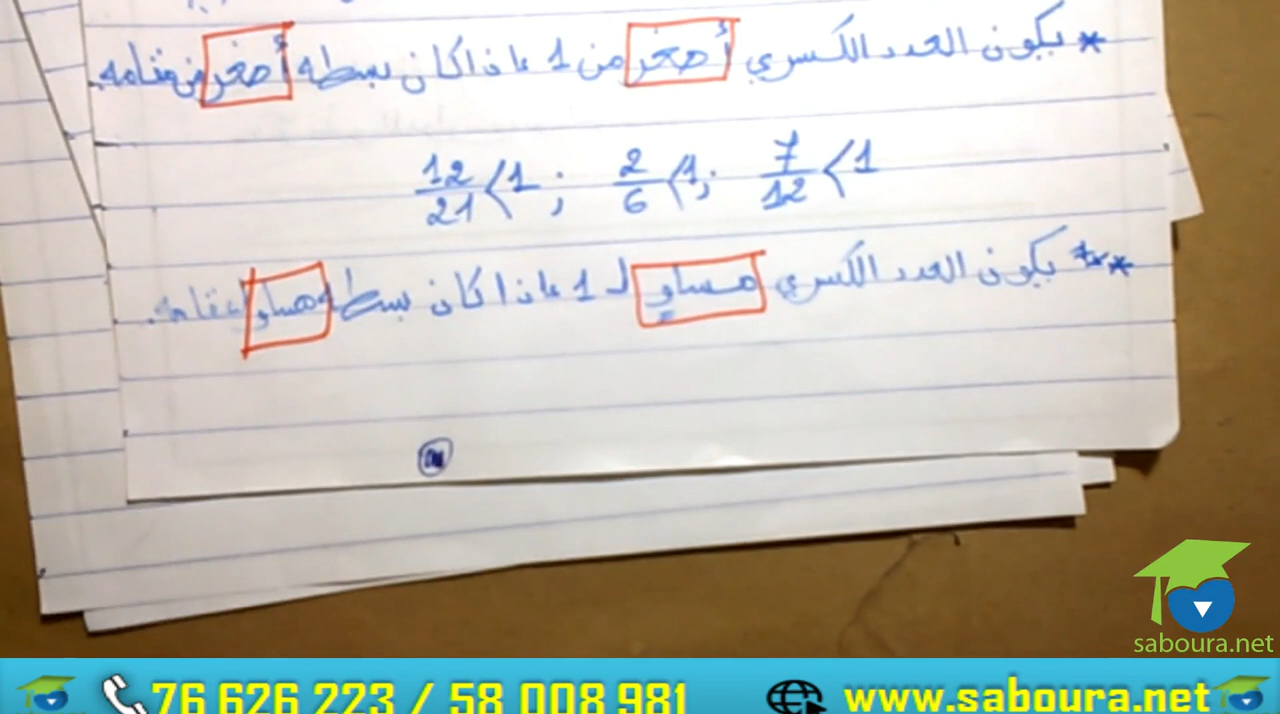 * يكون العدد الكسري أصغر من 1 إذا كان بسطه أصغر من مقامه.
12/21 < 1 ; 2/6 < 1 ; 7/12 < 1
** يكون العدد الكسري مساوٍ لـ 1 إذا كان بسطه مساو لمقامه.
saboura.net
76 626 223 / 58 008 981 www.saboura.net